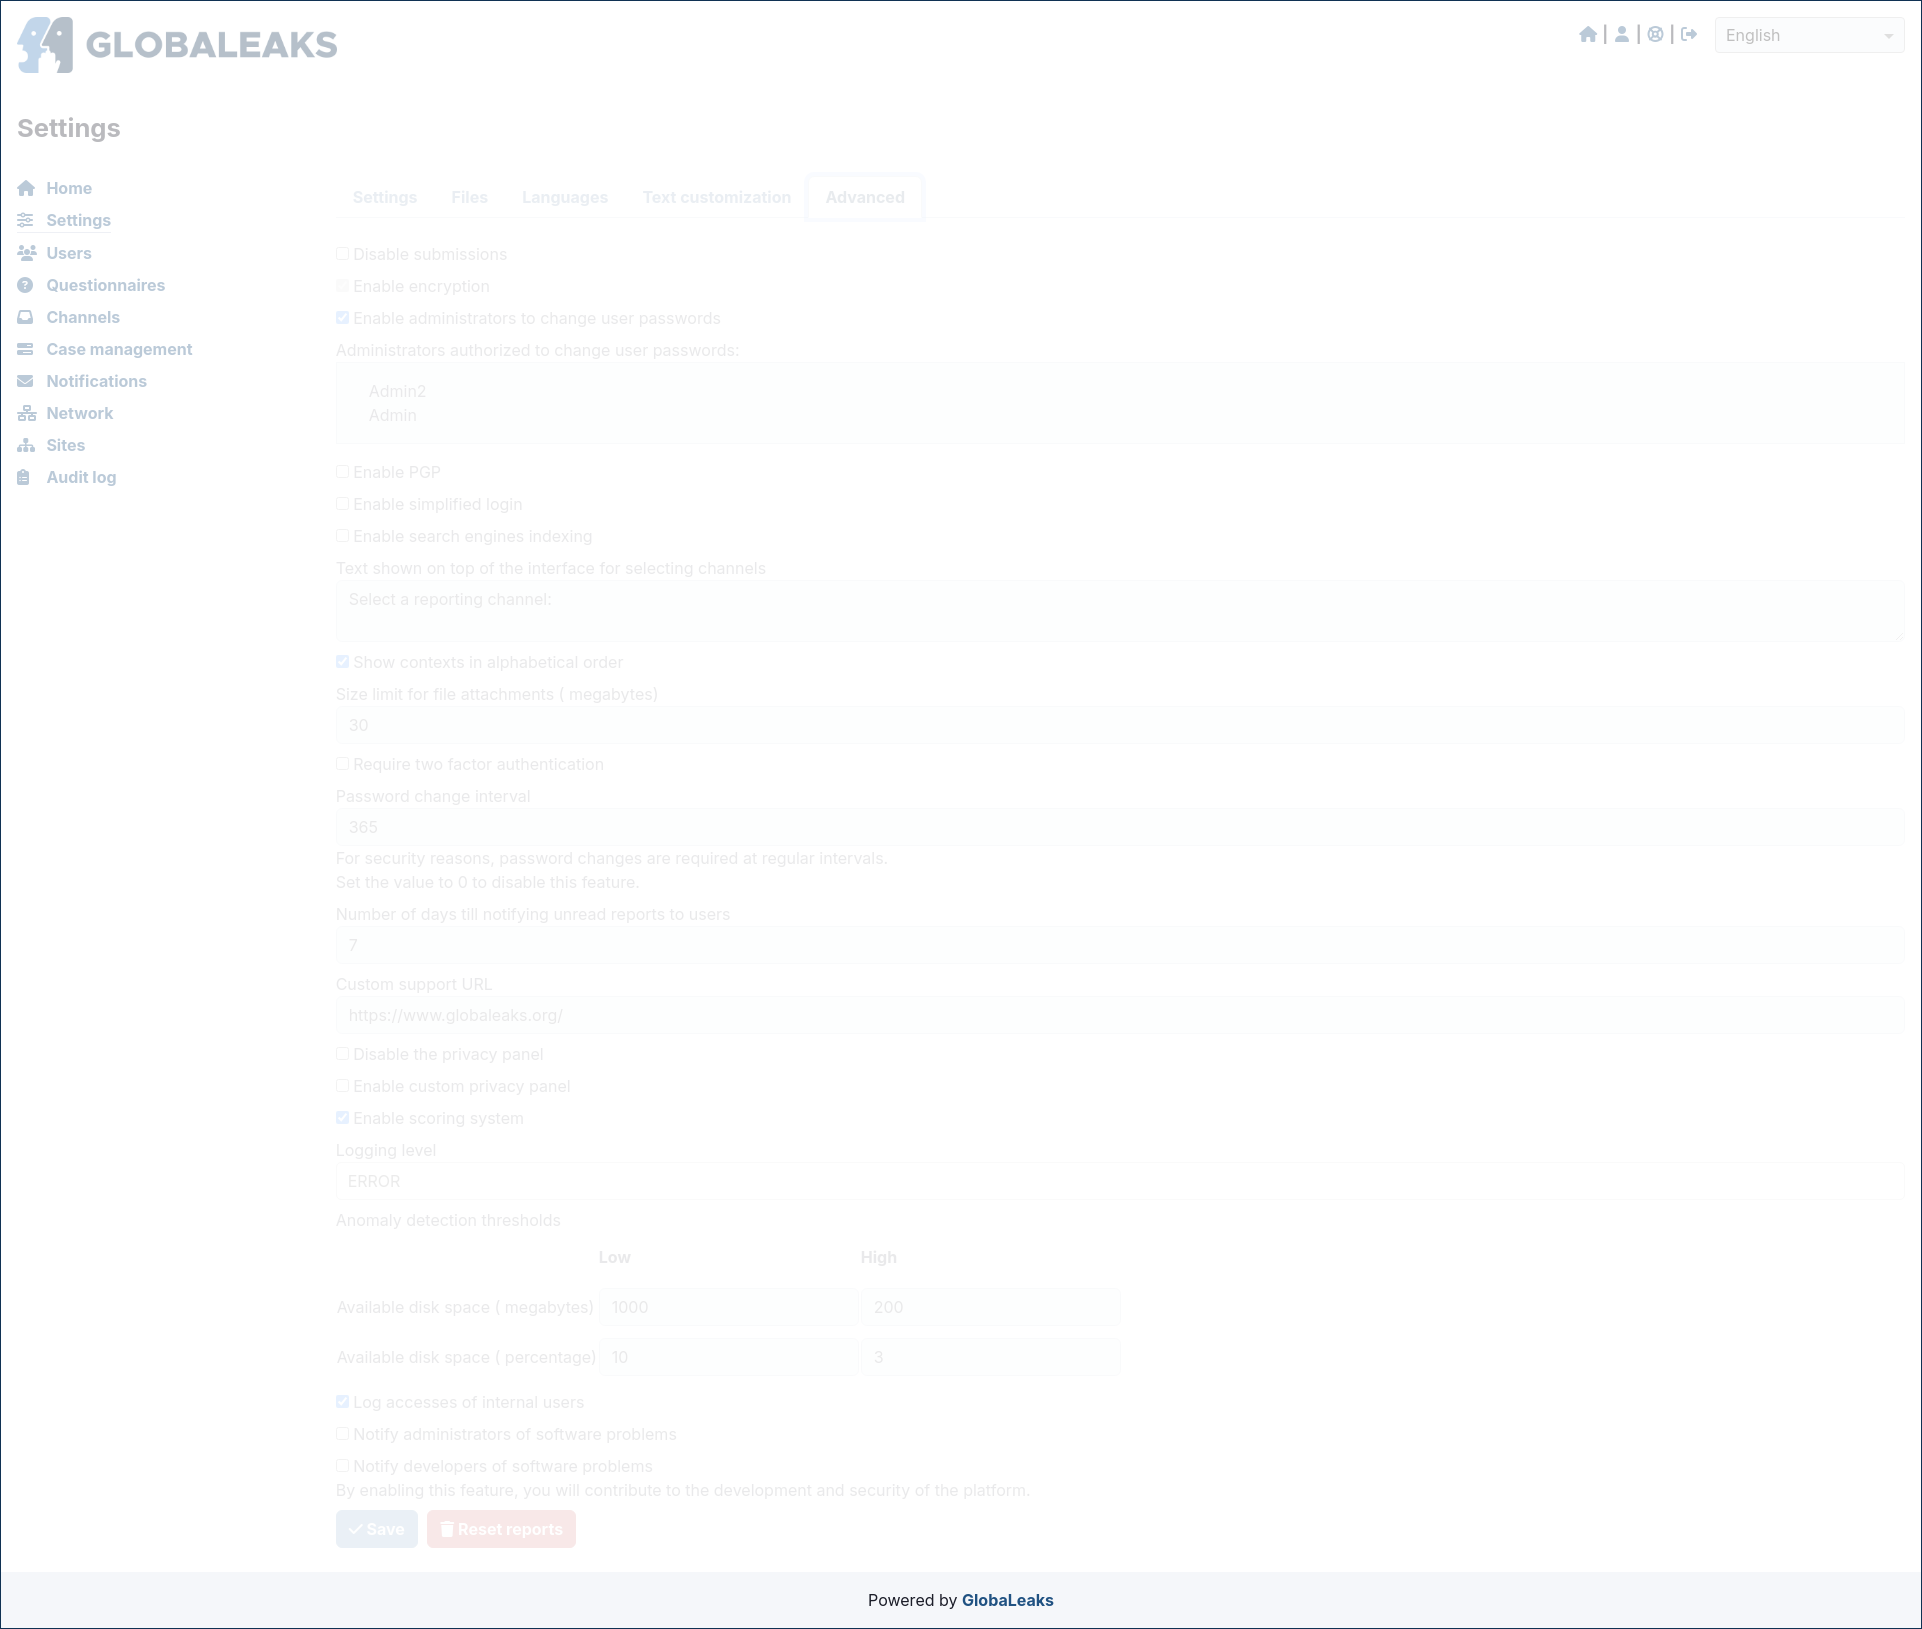 GLOBALEAKS
English
Settings
Home
Settings
Users
Questionnaires
Channels
Case management
Notifications
Network
Sites
Audit log
Settings Files Languages Text customization Advanced
Disable submissions
Enable encryption
Enable administrators to change user passwords
Administrators authorized to change user passwords:
Admin2
Admin
Enable PGP
Enable simplified login
Enable search engines indexing
Text shown on top of the interface for selecting channels
Select a reporting channel:
Show contexts in alphabetical order
Size limit for file attachments ( megabytes)
30
Require two factor authentication
Password change interval
365
For security reasons, password changes are required at regular intervals.
Set the value to 0 to disable this feature.
Number of days till notifying unread reports to users
7
Custom support URL
https://www.globaleaks.org/
Disable the privacy panel
Enable custom privacy panel
Enable scoring system
Logging level
ERROR
Anomaly detection thresholds
Low High
Available disk space ( megabytes) 1000 200
Available disk space ( percentage) 10 3
Log accesses of internal users
Notify administrators of software problems
Notify developers of software problems
By enabling this feature, you will contribute to the development and security of the platform.
Save Reset reports
Powered by GlobaLeaks